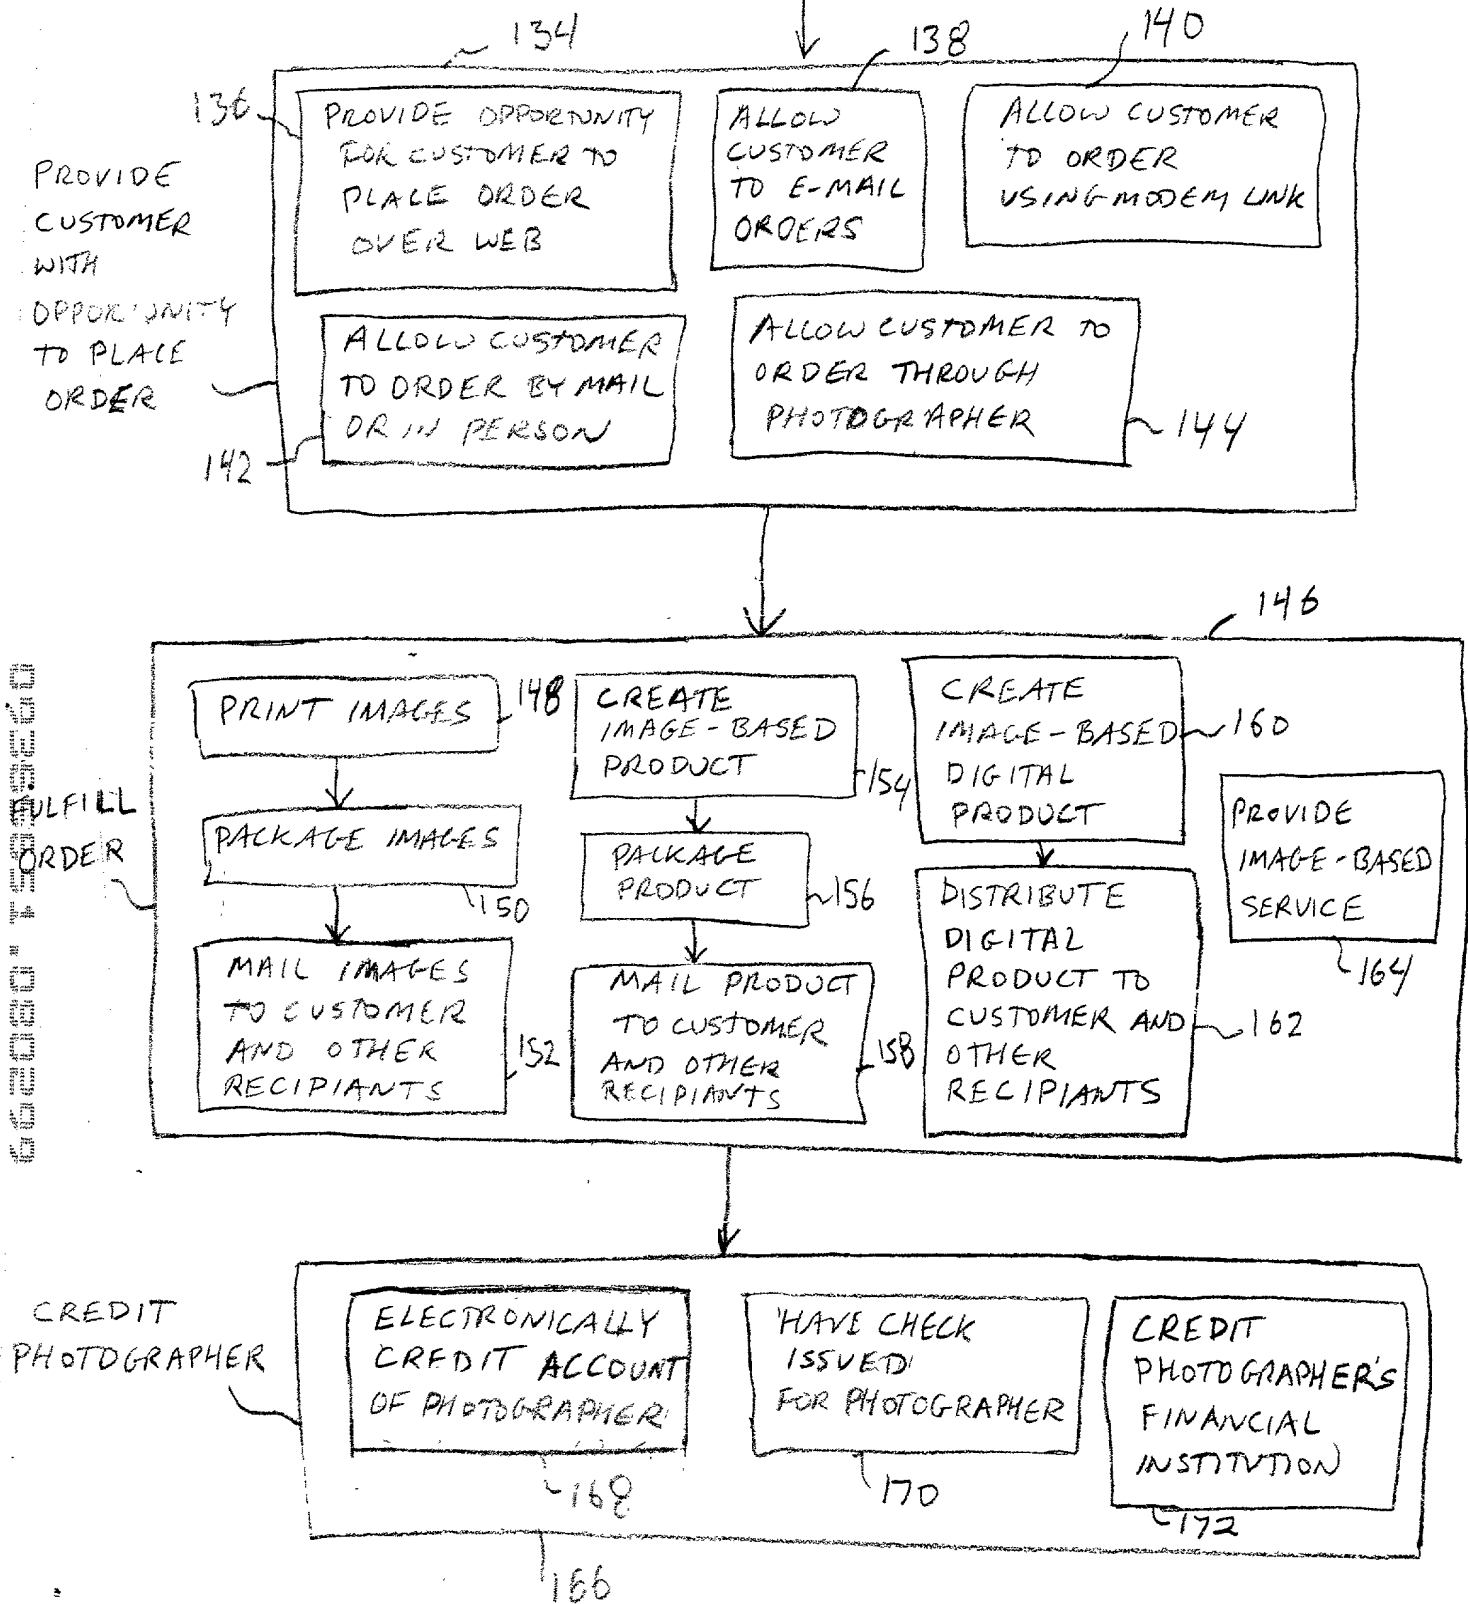 134
138
140
136
PROVIDE OPPORTUNITY
FOR CUSTOMER TO
PLACE ORDER
OVER WEB
ALLOW
CUSTOMER
TO E-MAIL
ORDERS
ALLOW CUSTOMER
TO ORDER
USING MODEM LINK
PROVIDE
CUSTOMER
WITH
OPPORTUNITY
TO PLACE
ORDER
ALLOW CUSTOMER
TO ORDER BY MAIL
OR IN PERSON
142
ALLOW CUSTOMER TO
ORDER THROUGH
PHOTOGRAPHER
144
146
FULFILL
ORDER
PRINT IMAGES
148
PACKAGE IMAGES
150
MAIL IMAGES
TO CUSTOMER
AND OTHER
RECIPIANTS
152
CREATE
IMAGE-BASED
PRODUCT
154
PACKAGE
PRODUCT
156
MAIL PRODUCT
TO CUSTOMER
AND OTHER
RECIPIANTS
158
CREATE
IMAGE-BASED
DIGITAL
PRODUCT
160
DISTRIBUTE
DIGITAL
PRODUCT TO
CUSTOMER AND
OTHER
RECIPIANTS
162
PROVIDE
IMAGE-BASED
SERVICE
164
CREDIT
PHOTOGRAPHER
ELECTRONICALLY
CREDIT ACCOUNT
OF PHOTOGRAPHER
168
HAVE CHECK
ISSUED
FOR PHOTOGRAPHER
170
CREDIT
PHOTOGRAPHER'S
FINANCIAL
INSTITUTION
172
166